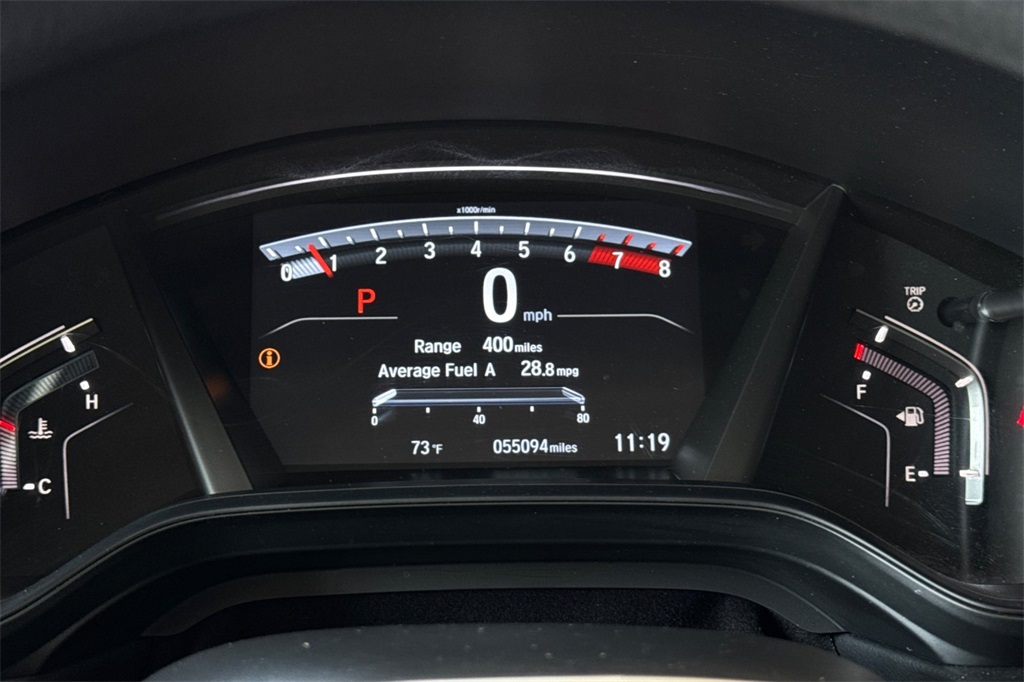 x1000r/min
0 1 2 3 4 5 6 7 8
P
0 mph
Range 400 miles
Average Fuel A 28.8 mpg
0 40 80
73 °F 055094 miles 11:19
H
C
TRIP
F
E